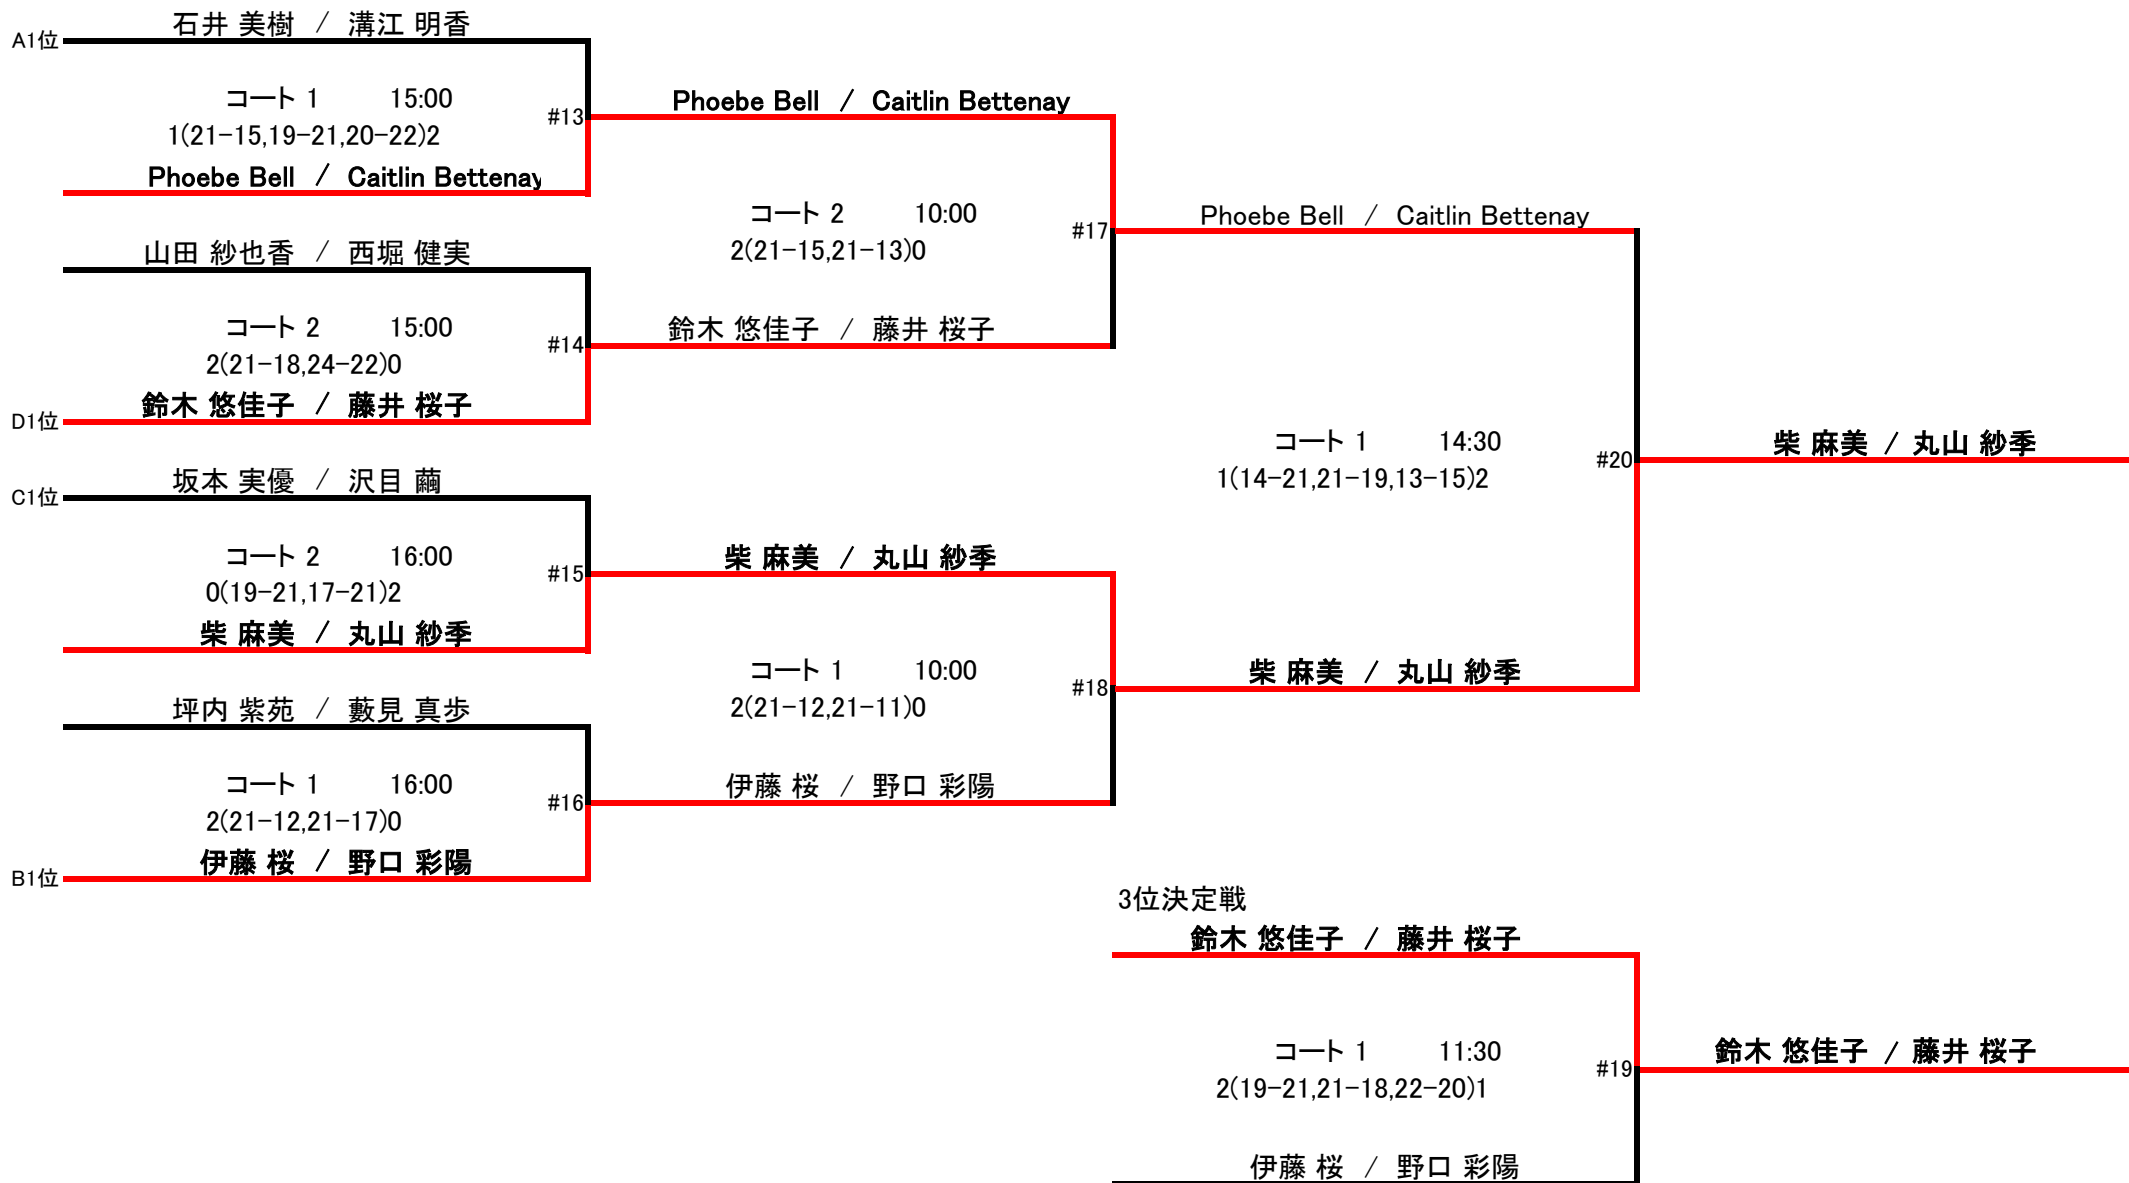 石井 美樹 / 溝江 明香
A1位
コート 1 15:00
#13
1(21-15,19-21,20-22)2
Phoebe Bell / Caitlin Bettenay
Phoebe Bell / Caitlin Bettenay
山田 紗也香 / 西堀 健実
コート 2 15:00
#14
2(21-18,24-22)0
鈴木 悠佳子 / 藤井 桜子
D1位
コート 2 10:00
#17
2(21-15,21-13)0
鈴木 悠佳子 / 藤井 桜子
Phoebe Bell / Caitlin Bettenay
坂本 実優 / 沢目 繭
C1位
コート 2 16:00
#15
0(19-21,17-21)2
柴 麻美 / 丸山 紗季
柴 麻美 / 丸山 紗季
坪内 紫苑 / 藪見 真歩
コート 1 16:00
#16
2(21-12,21-17)0
伊藤 桜 / 野口 彩陽
B1位
コート 1 10:00
#18
2(21-12,21-11)0
伊藤 桜 / 野口 彩陽
柴 麻美 / 丸山 紗季
コート 1 14:30
#20
1(14-21,21-19,13-15)2
柴 麻美 / 丸山 紗季
3位決定戦
鈴木 悠佳子 / 藤井 桜子
コート 1 11:30
#19
2(19-21,21-18,22-20)1
伊藤 桜 / 野口 彩陽
鈴木 悠佳子 / 藤井 桜子